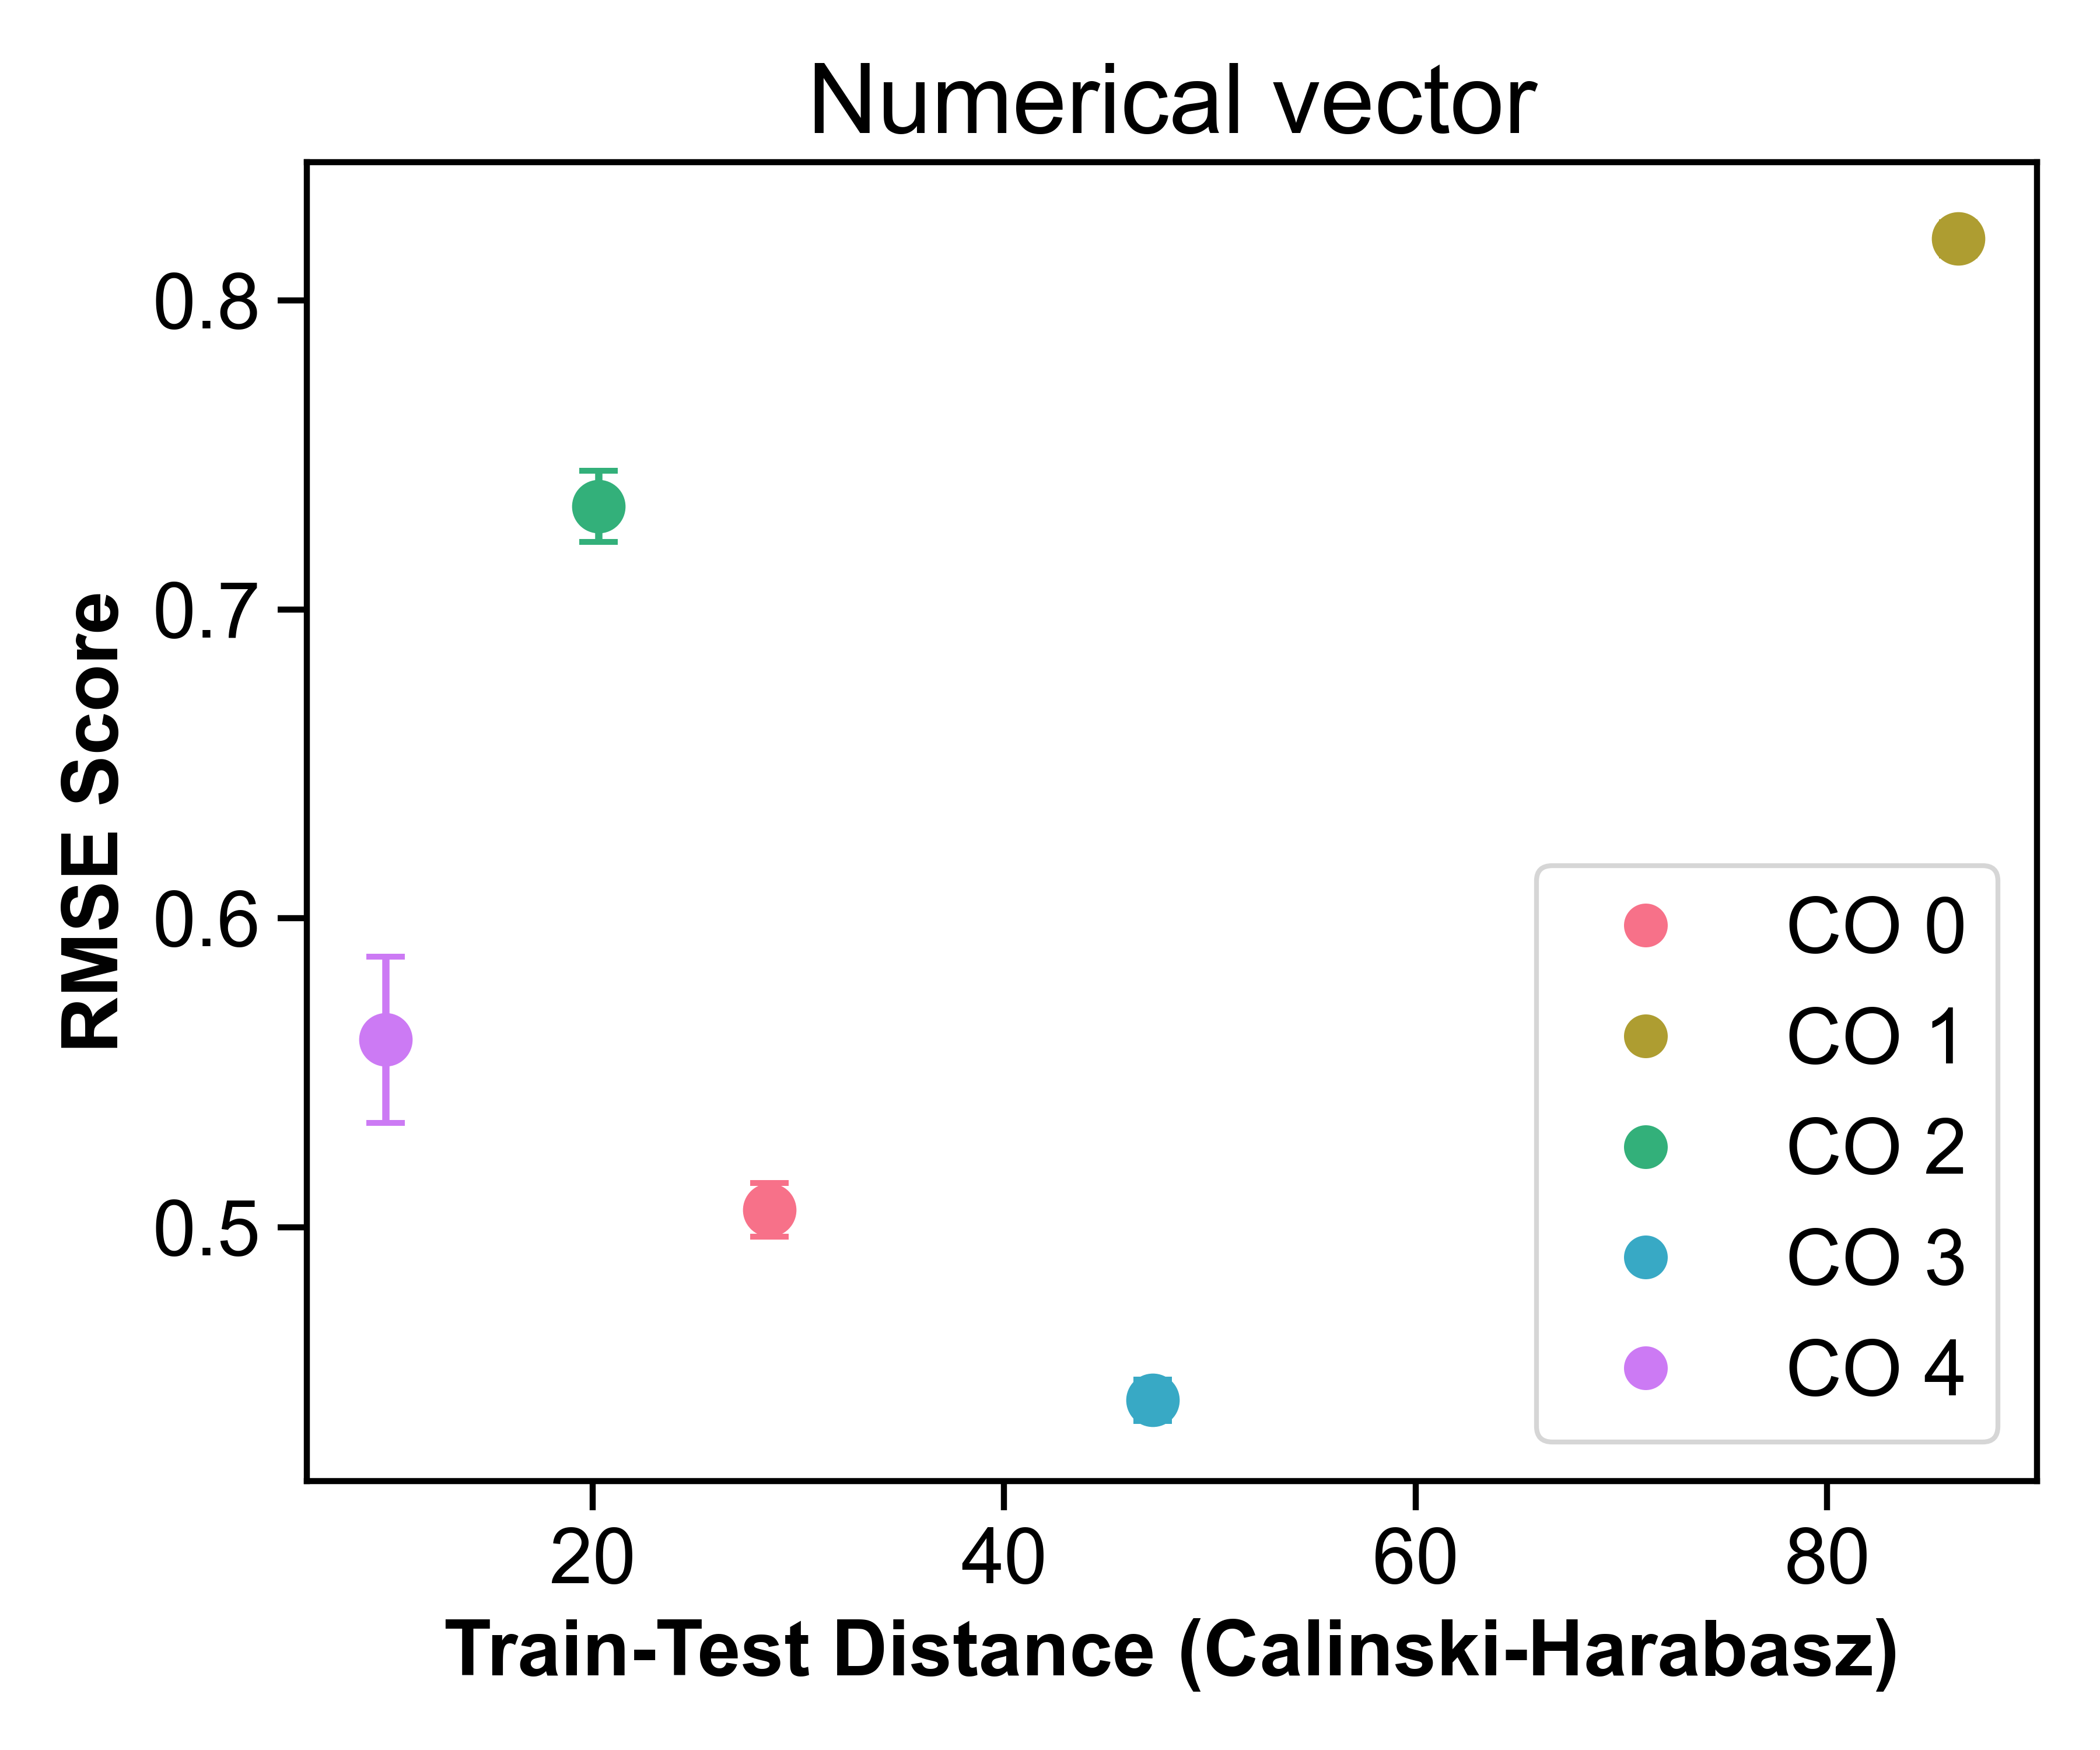 Numerical vector
RMSE Score
0.8
0.7
0.6
0.5
CO 0
CO 1
CO 2
CO 3
CO 4
20 40 60 80
Train-Test Distance (Calinski-Harabasz)